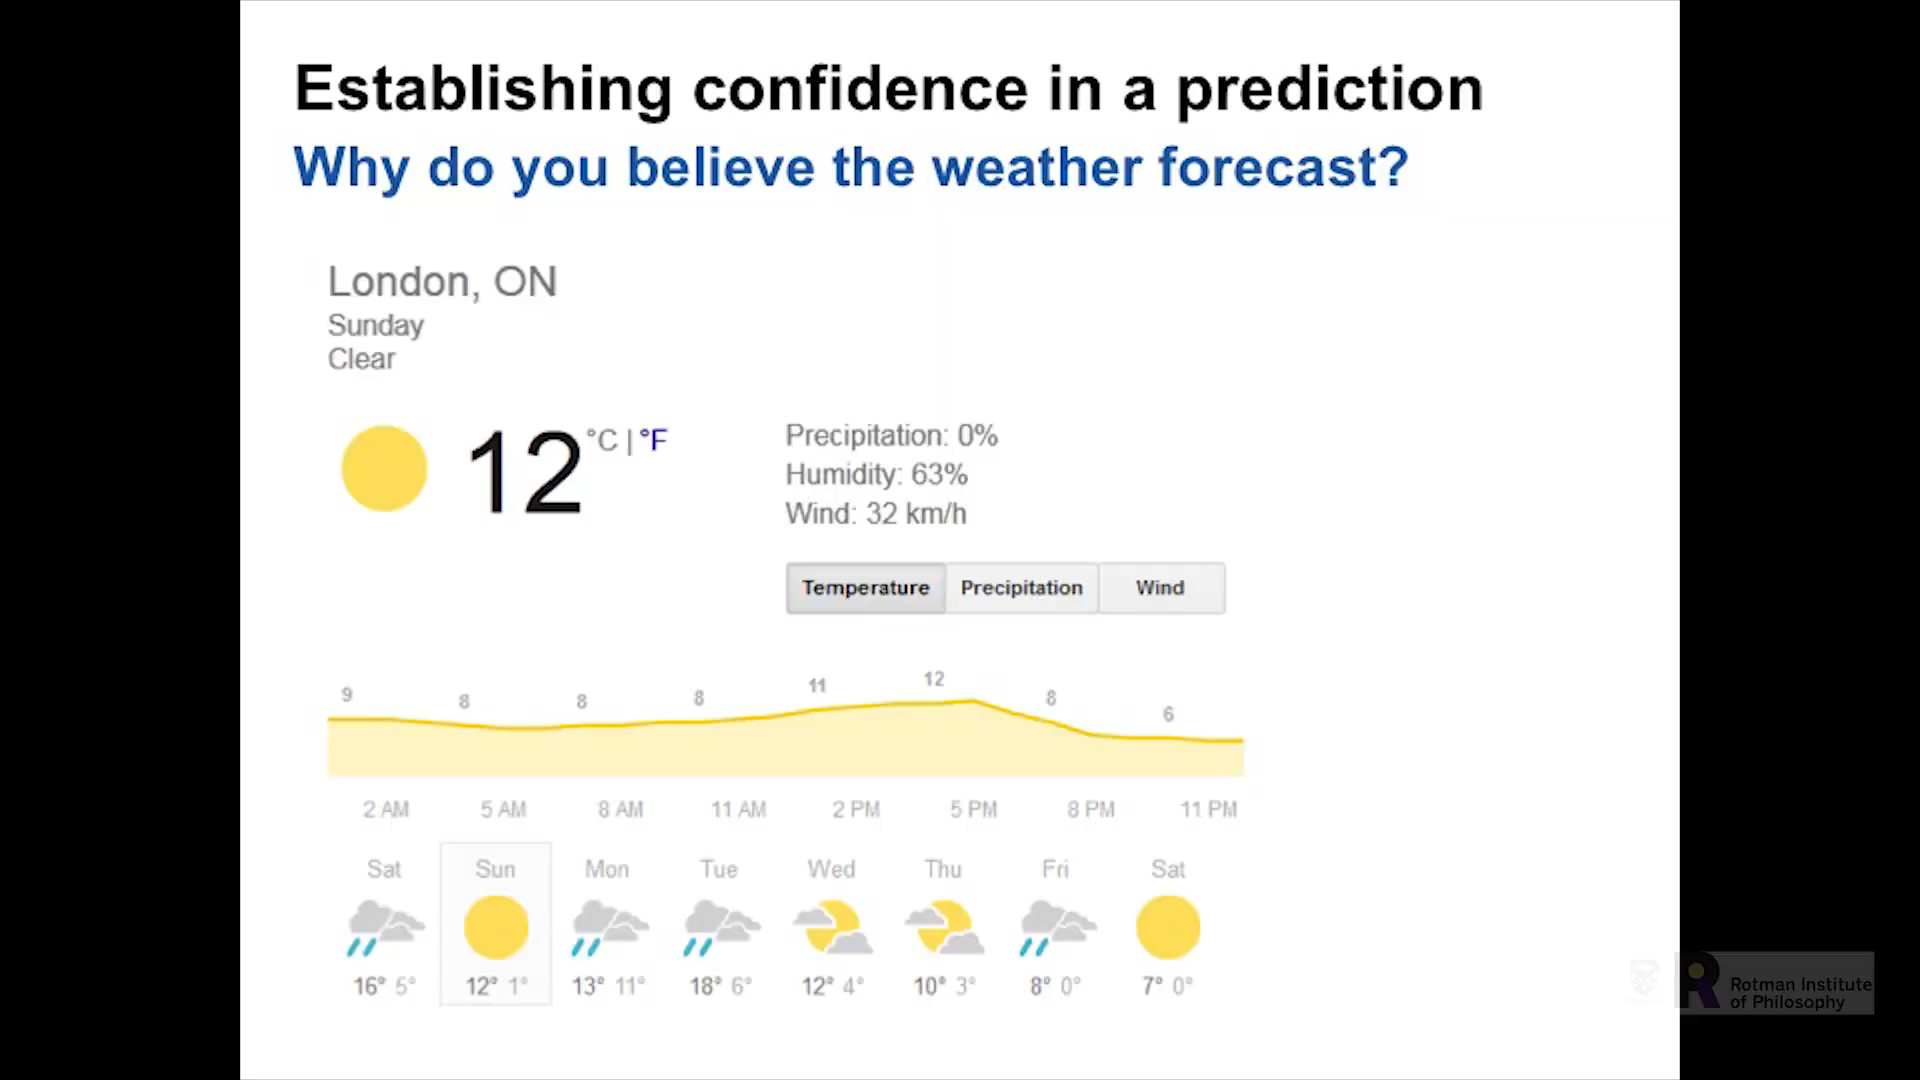 Establishing confidence in a prediction
Why do you believe the weather forecast?
London, ON
Sunday
Clear
12 °C | °F
Precipitation: 0%
Humidity: 63%
Wind: 32 km/h
Temperature Precipitation Wind
9 8 8 8 11 12 8 6
2 AM 5 AM 8 AM 11 AM 2 PM 5 PM 8 PM 11 PM
Sat Sun Mon Tue Wed Thu Fri Sat
16° 5° 12° 1° 13° 11° 18° 6° 12° 4° 10° 3° 8° 0° 7° 0°
R Rotman Institute
of Philosophy